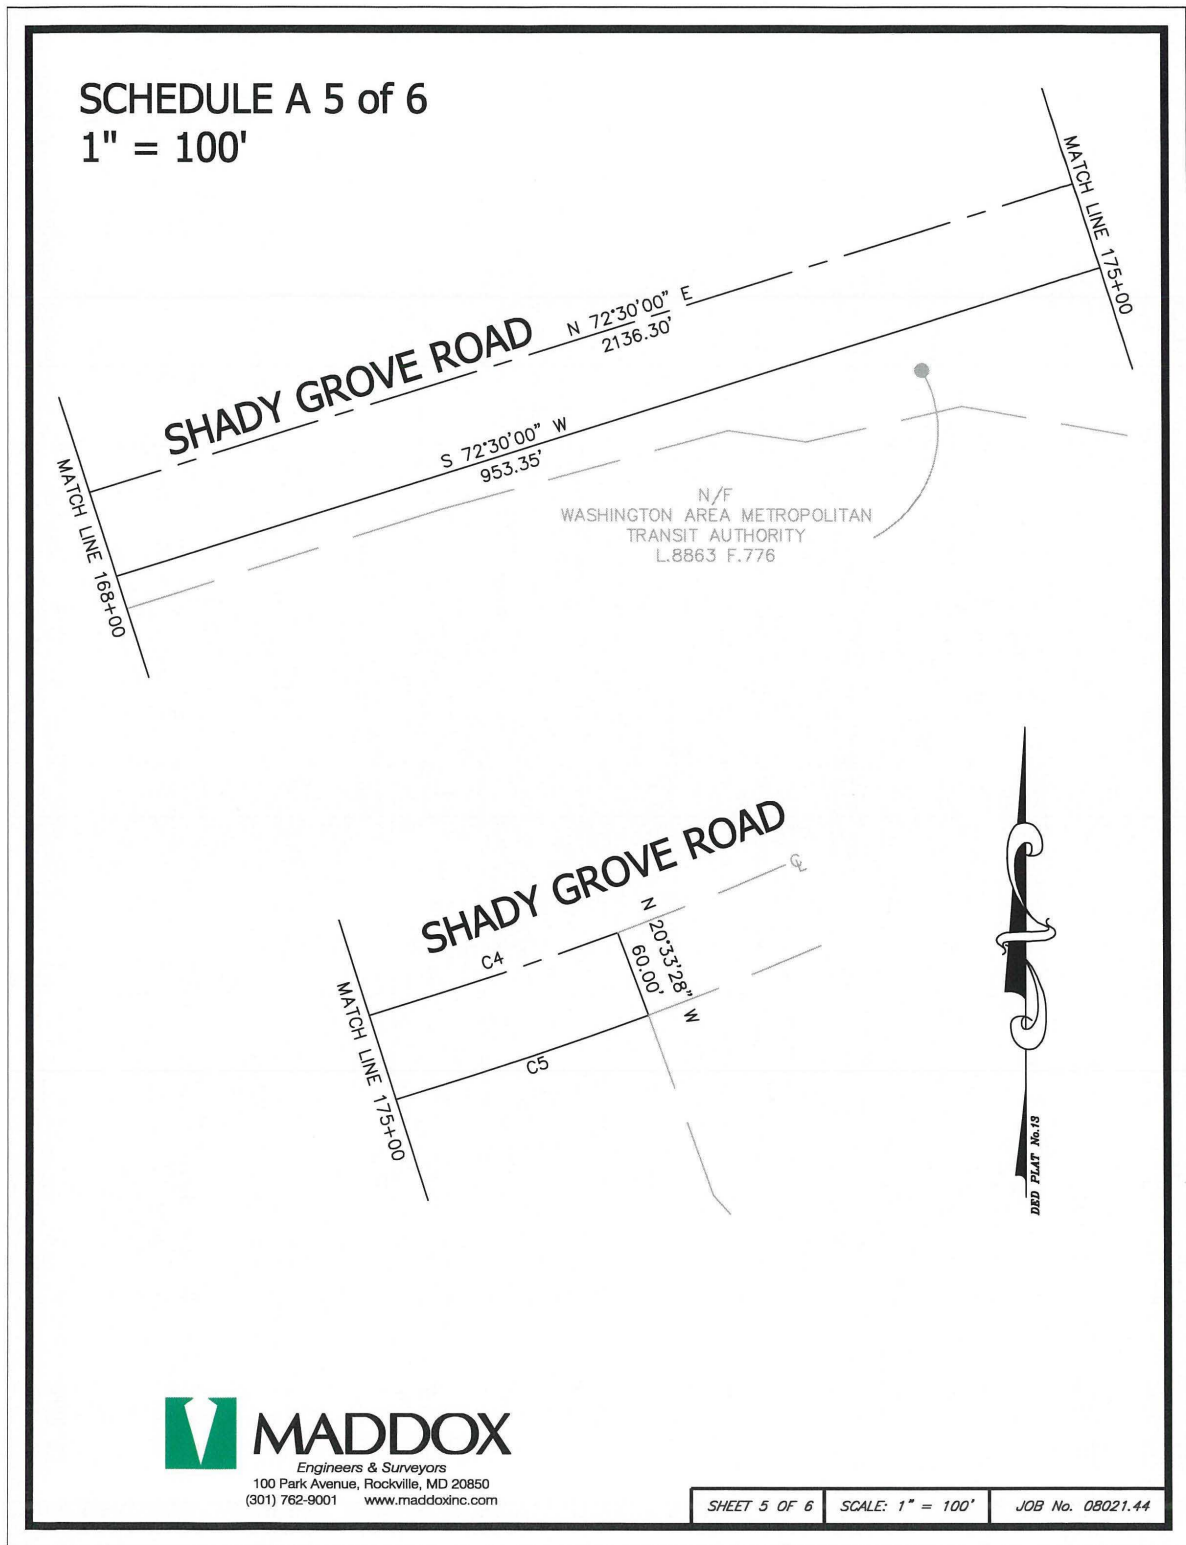 SCHEDULE A 5 of 6
1" = 100'
MATCH LINE 175+00
N 72°30'00" E
2136.30'
SHADY GROVE ROAD
S 72°30'00" W
953.35'
MATCH LINE 168+00
N/F
WASHINGTON AREA METROPOLITAN
TRANSIT AUTHORITY
L.8863 F.776
SHADY GROVE ROAD
℄
N 20°33'28" W
60.00'
C4
MATCH LINE 175+00
C5
DED PLAT No.13
MADDOX
Engineers & Surveyors
100 Park Avenue, Rockville, MD 20850
(301) 762-9001 www.maddoxinc.com
SHEET 5 OF 6
SCALE: 1" = 100'
JOB No. 08021.44